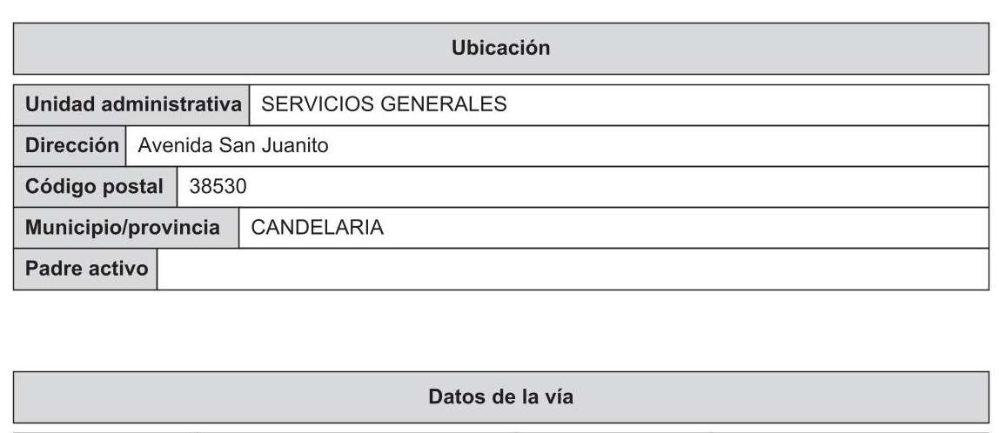 Ubicación
Unidad administrativa SERVICIOS GENERALES
Dirección Avenida San Juanito
Código postal 38530
Municipio/provincia CANDELARIA
Padre activo
Datos de la vía